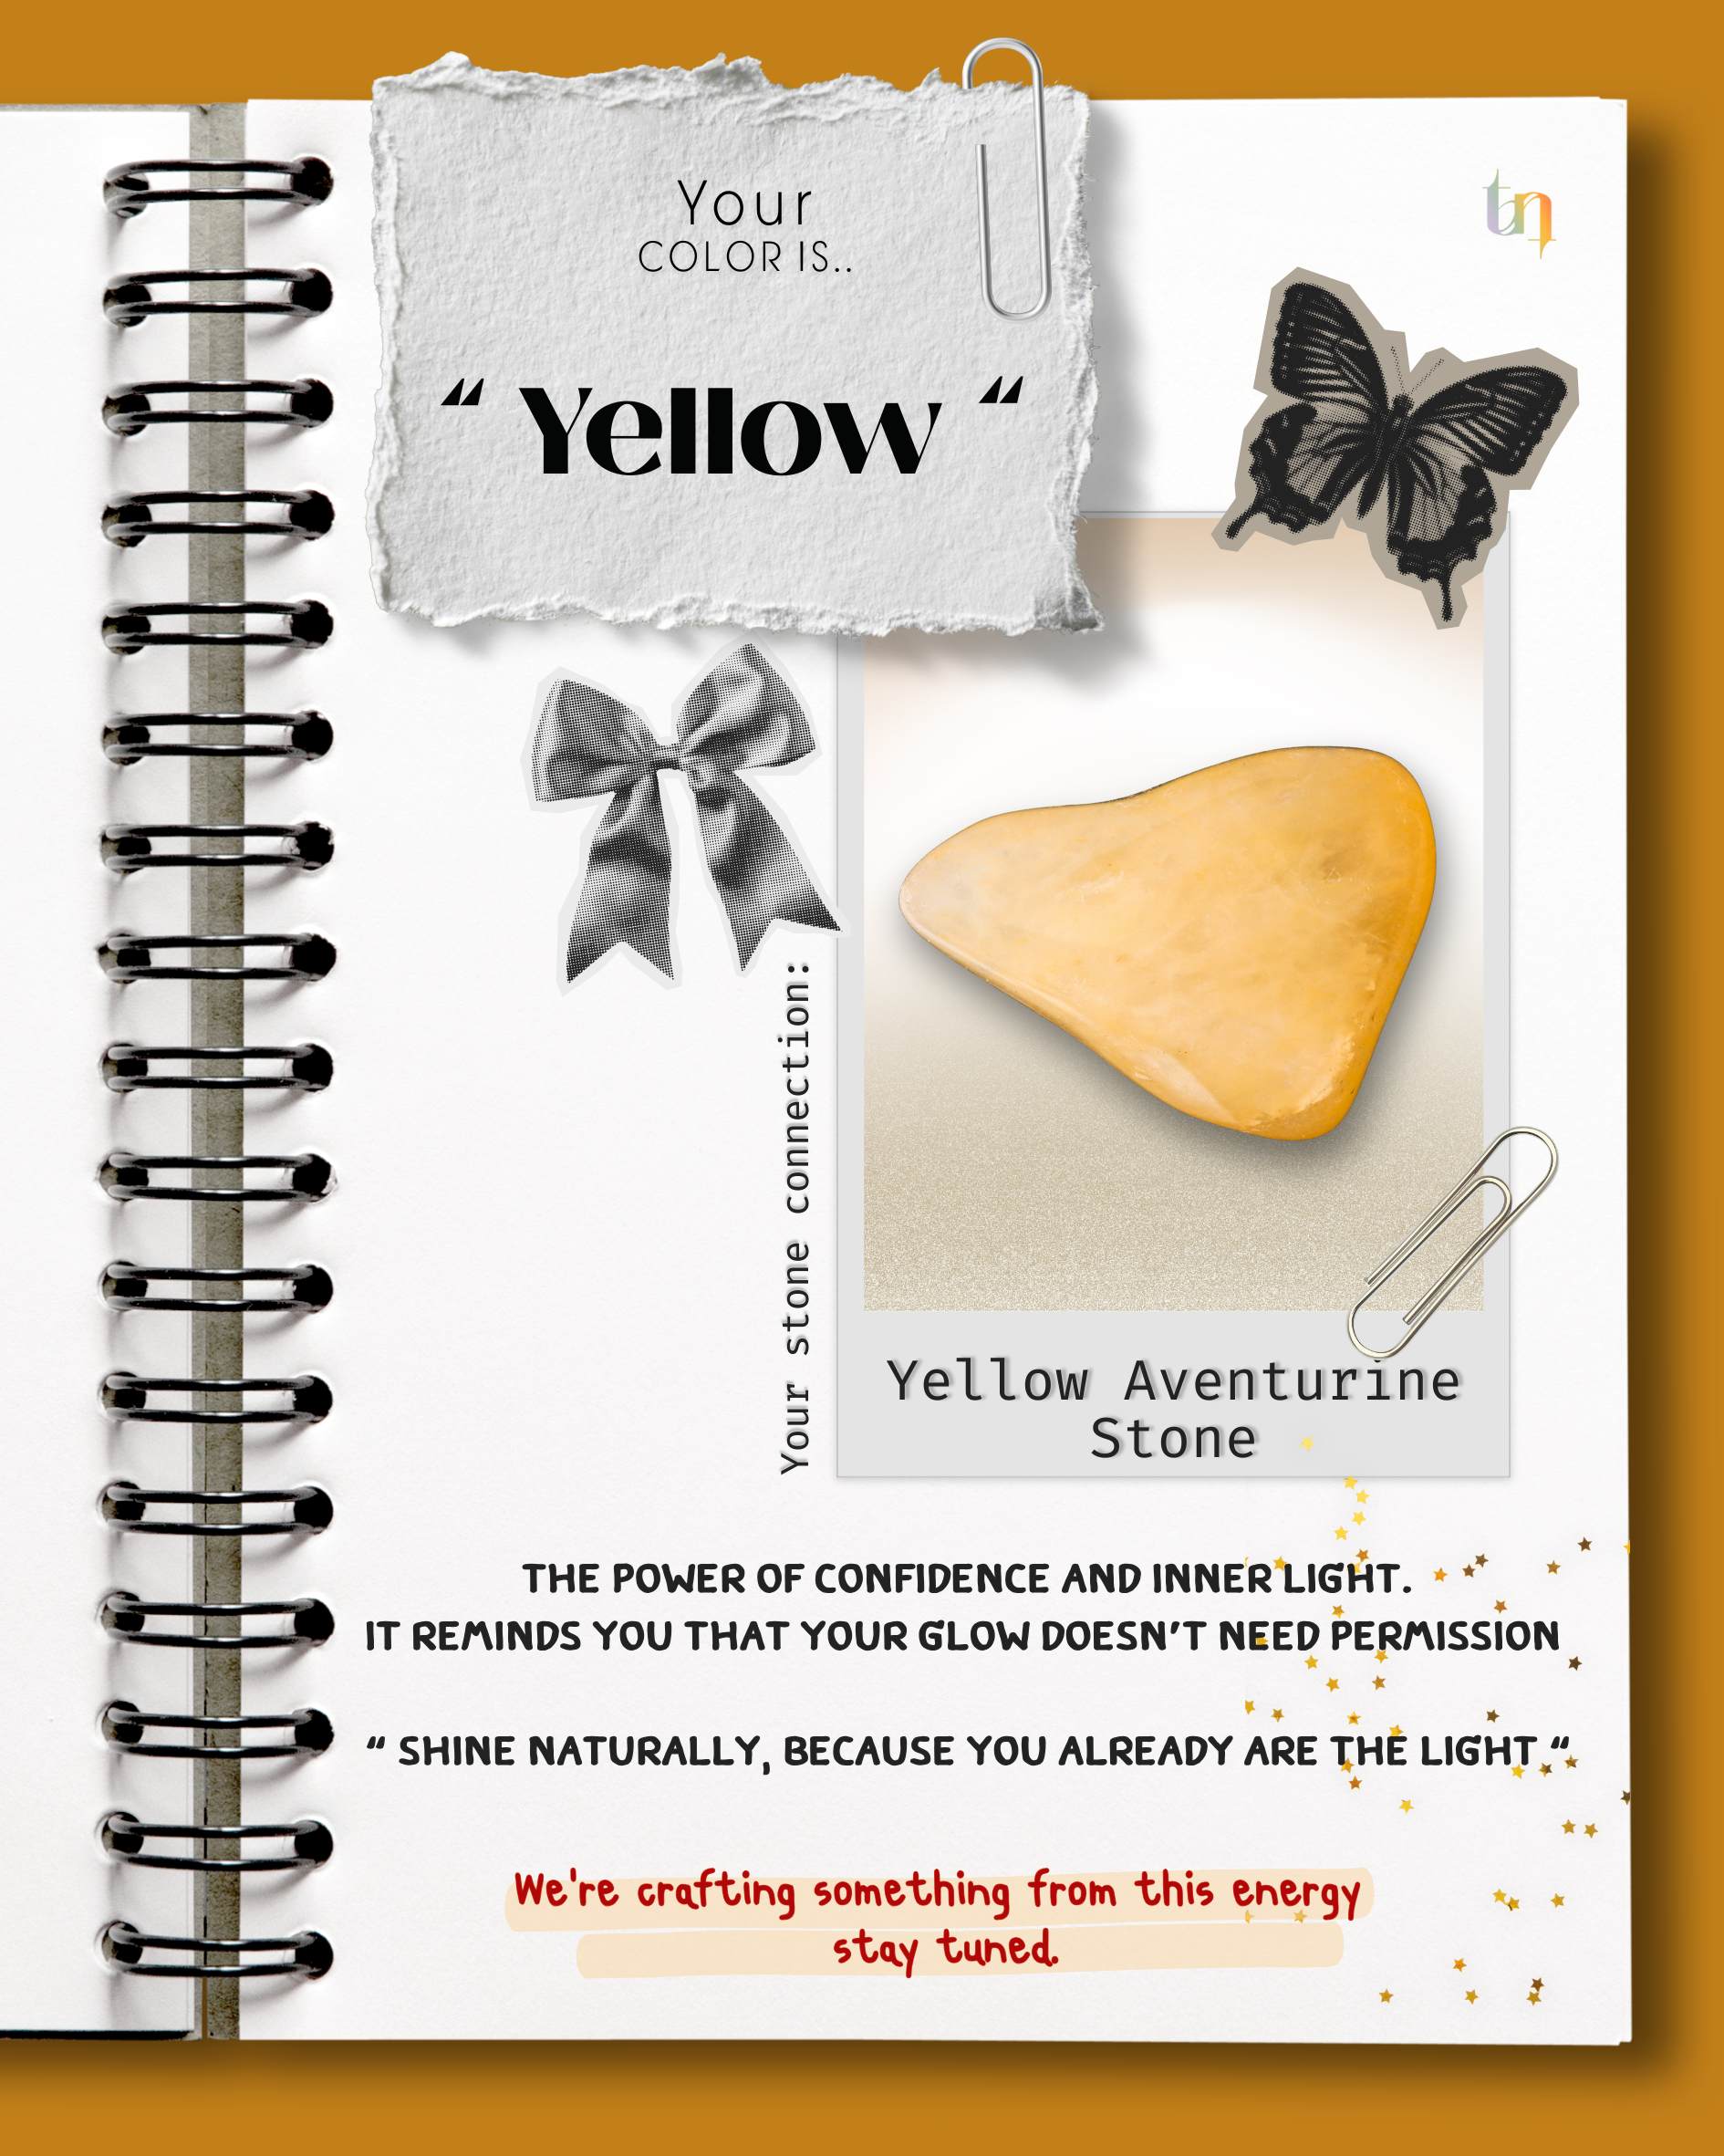 Your
COLOR IS..
“ Yellow “
tn
Your stone connection:
Yellow Aventurine
Stone
THE POWER OF CONFIDENCE AND INNER LIGHT.
IT REMINDS YOU THAT YOUR GLOW DOESN'T NEED PERMISSION
“ SHINE NATURALLY, BECAUSE YOU ALREADY ARE THE LIGHT “
We're crafting something from this energy
stay tuned.